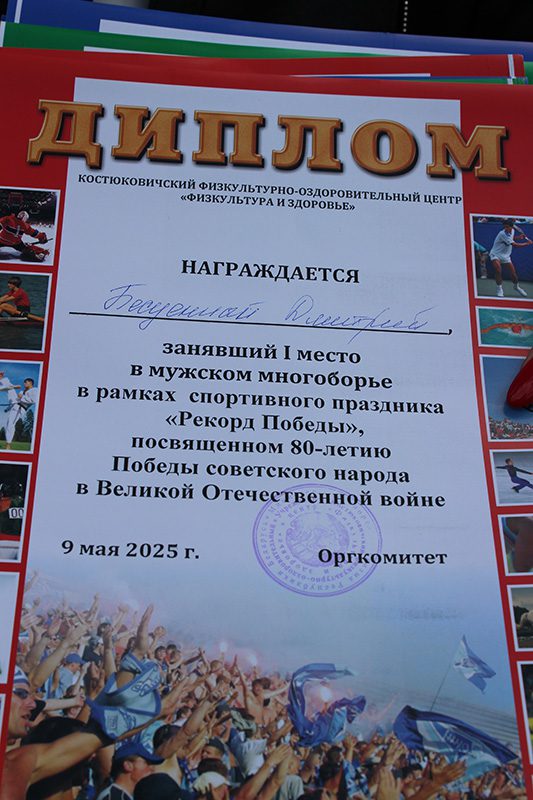 ДИПЛОМ
КОСТЮКОВИЧСКИЙ ФИЗКУЛЬТУРНО-ОЗДОРОВИТЕЛЬНЫЙ ЦЕНТР
«ФИЗКУЛЬТУРА И ЗДОРОВЬЕ»
НАГРАЖДАЕТСЯ
Дмитрий,
занявший I место
в мужском многоборье
в рамках спортивного праздника
«Рекорд Победы»,
посвященном 80-летию
Победы советского народа
в Великой Отечественной войне
9 мая 2025 г. Оргкомитет